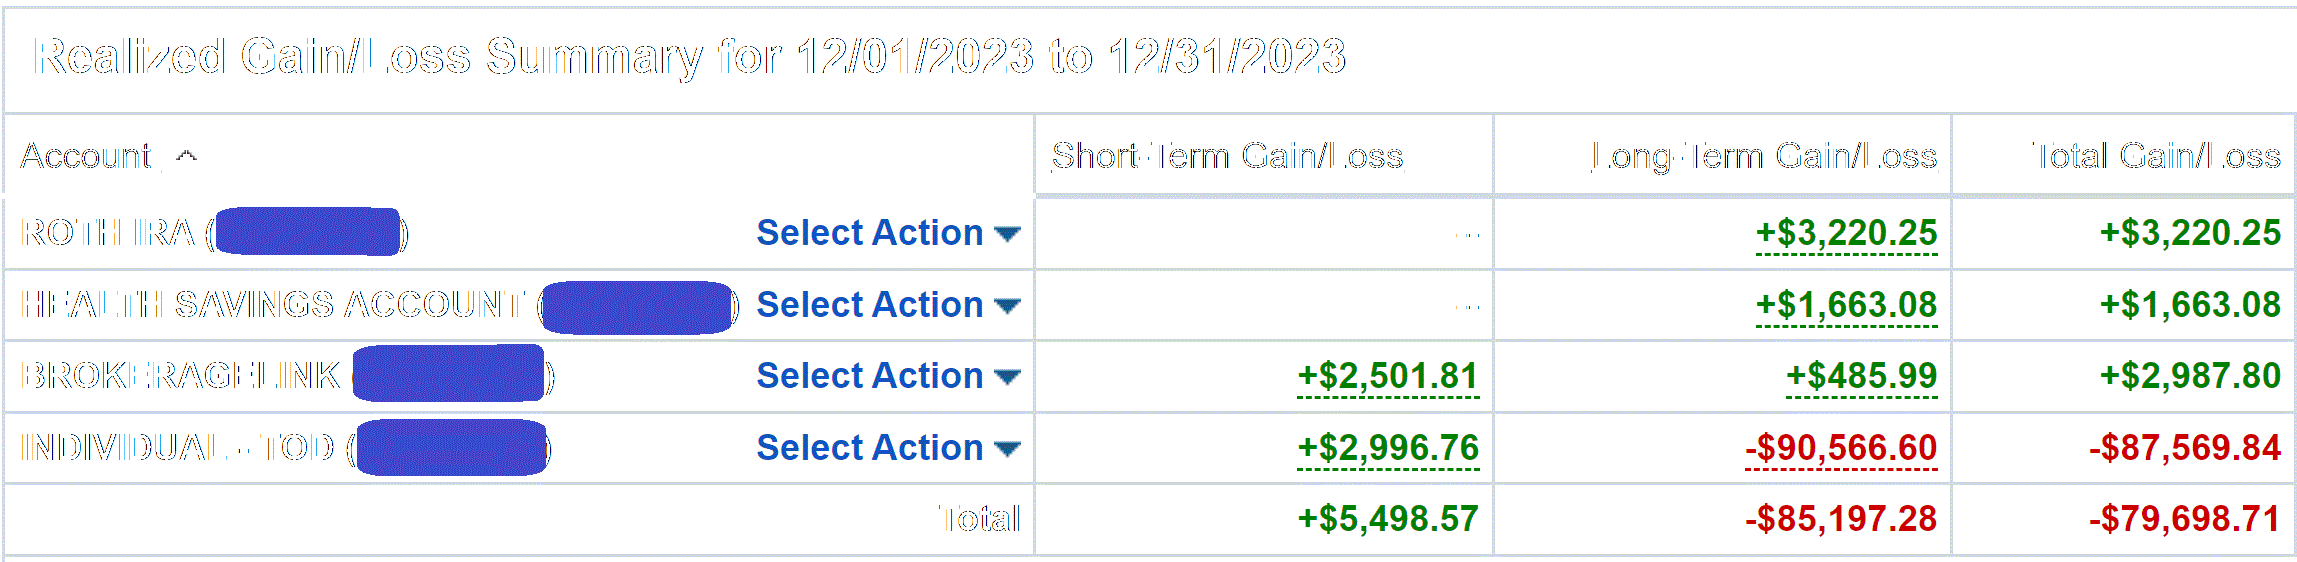 Realized Gain/Loss Summary for 12/01/2023 to 12/31/2023
Account Short-Term Gain/Loss Long-Term Gain/Loss Total Gain/Loss
ROTH IRA ( ) Select Action -- +$3,220.25 +$3,220.25
HEALTH SAVINGS ACCOUNT ( ) Select Action -- +$1,663.08 +$1,663.08
BROKERAGELINK ( ) Select Action +$2,501.81 +$485.99 +$2,987.80
INDIVIDUAL - TOD ( ) Select Action +$2,996.76 -$90,566.60 -$87,569.84
Total +$5,498.57 -$85,197.28 -$79,698.71